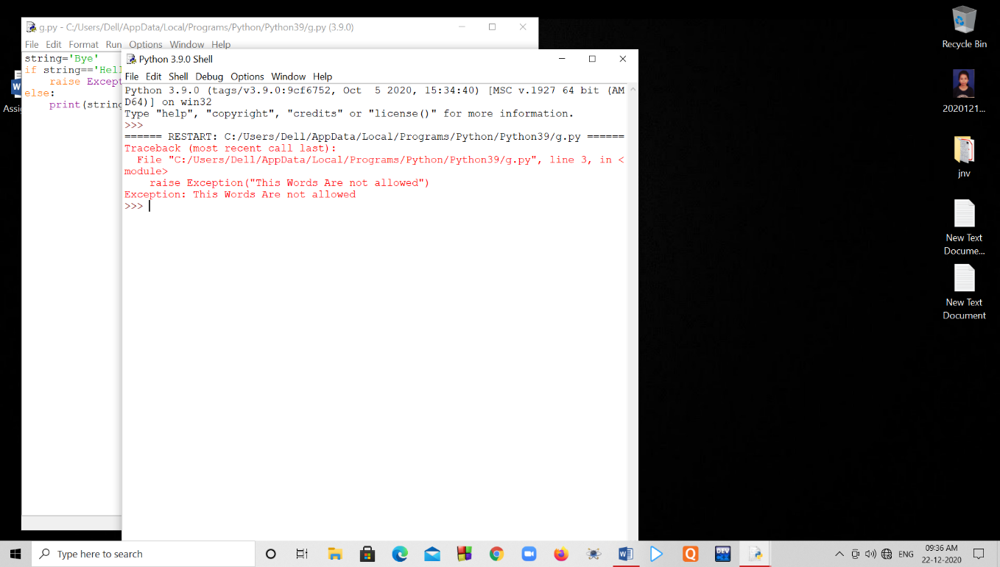 g.py - C:/Users/Dell/AppData/Local/Programs/Python/Python39/g.py (3.9.0)
File Edit Format Run Options Window Help
string='Bye'
if string=='Hell
raise Except
else:
print(string
Python 3.9.0 Shell
File Edit Shell Debug Options Window Help
Python 3.9.0 (tags/v3.9.0:9cf6752, Oct  5 2020, 15:34:40) [MSC v.1927 64 bit (AM
D64)] on win32
Type "help", "copyright", "credits" or "license()" for more information.
>>>
====== RESTART: C:/Users/Dell/AppData/Local/Programs/Python/Python39/g.py ======
Traceback (most recent call last):
File "C:/Users/Dell/AppData/Local/Programs/Python/Python39/g.py", line 3, in <
module>
raise Exception("This Words Are not allowed")
Exception: This Words Are not allowed
>>>
W
Assig
Recycle Bin
2020121...
jnv
New Text
Docume...
New Text
Document
Type here to search
W
Q
DEV
ENG
09:36 AM
22-12-2020